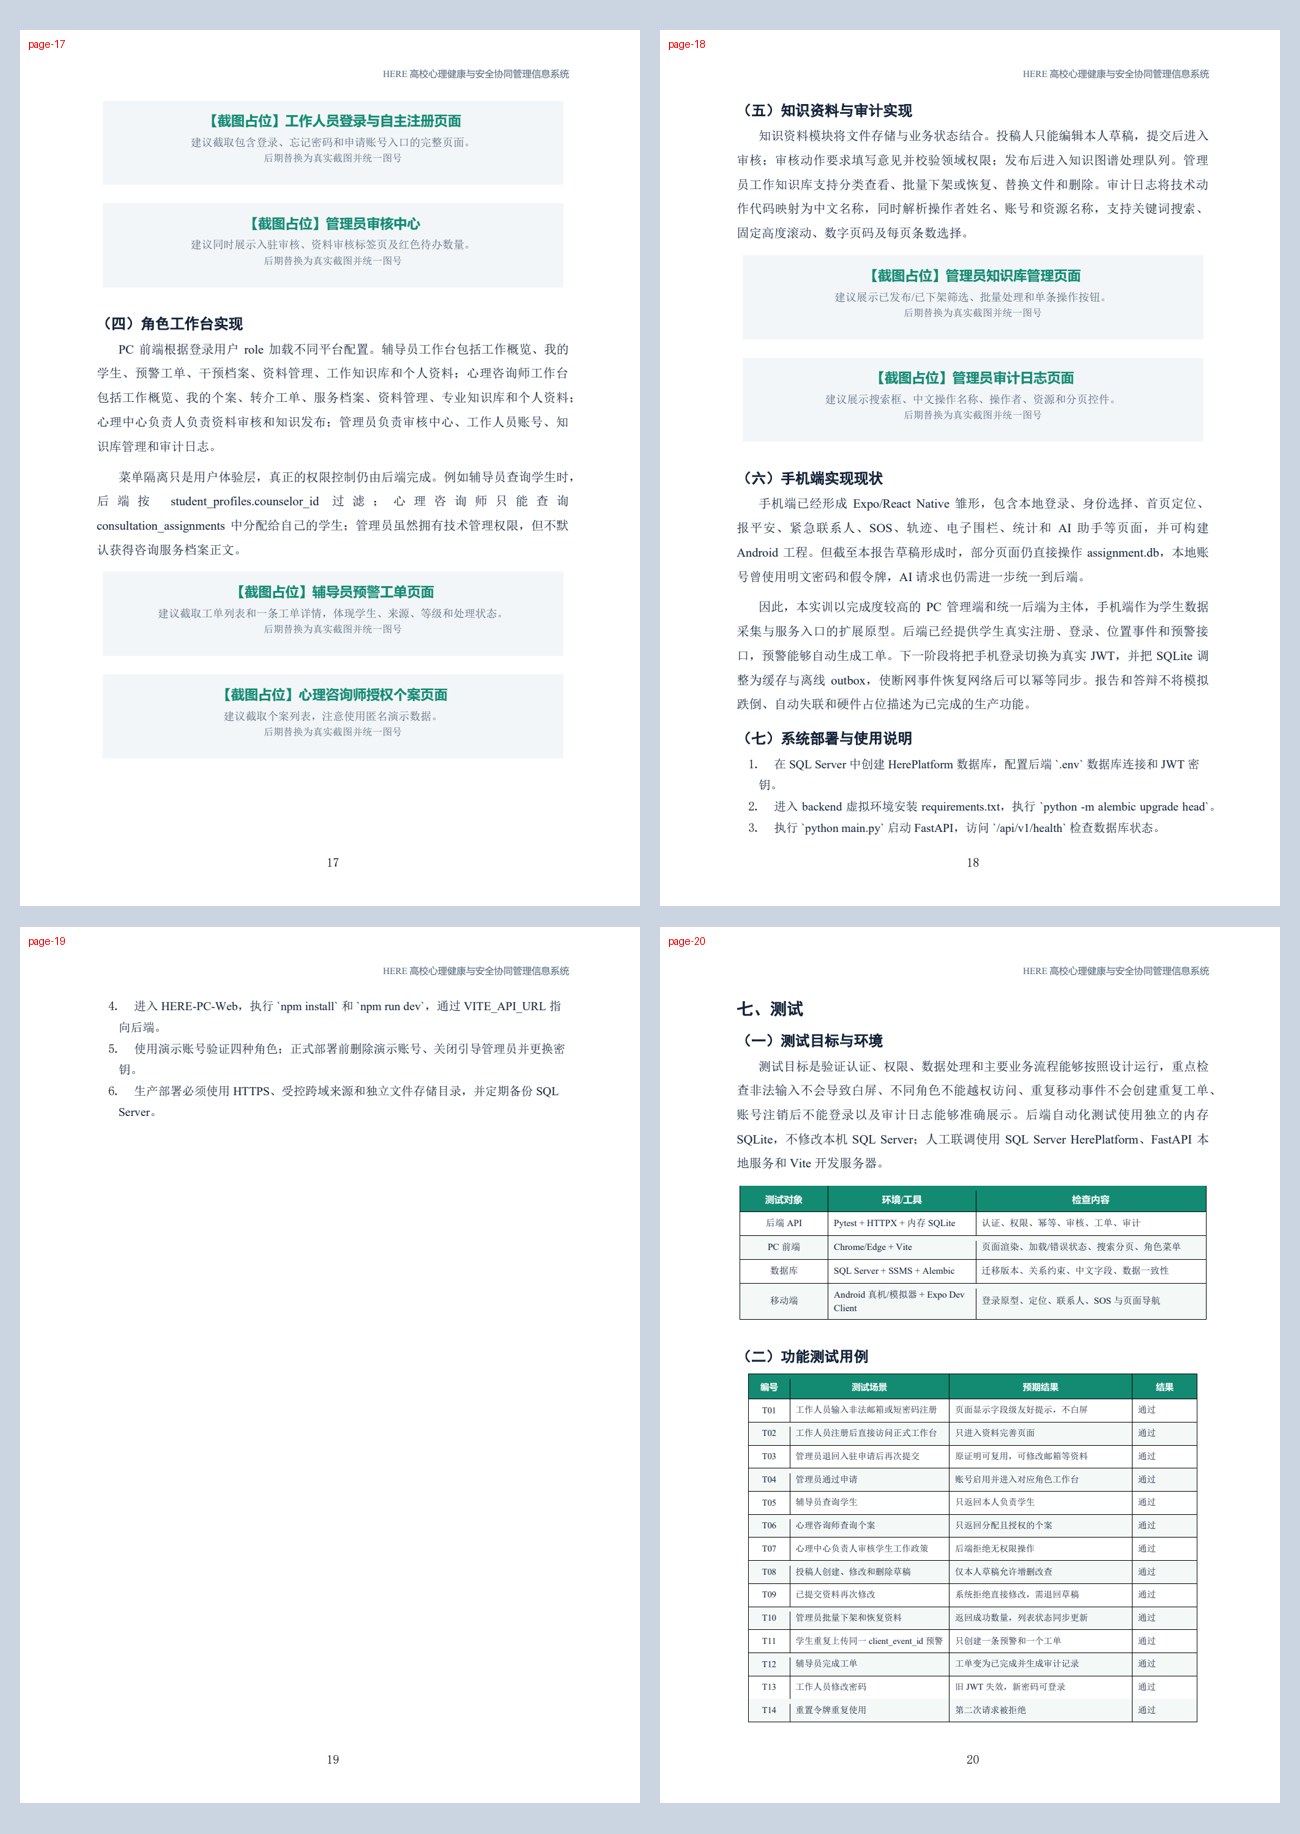 page-17
HERE 高校心理健康与安全协同管理信息系统
【截图占位】工作人员登录与自主注册页面
建议截取包含登录、忘记密码和申请账号入口的完整页面。
后期替换为真实截图并统一图号
【截图占位】管理员审核中心
建议同时展示入驻审核、资料审核标签页及红色待办数量。
后期替换为真实截图并统一图号
（四）角色工作台实现
PC 前端根据登录用户 role 加载不同平台配置。辅导员工作台包括工作概览、我的
学生、预警工单、干预档案、资料管理、工作知识库和个人资料；心理咨询师工作台
包括工作概览、我的个案、转介工单、服务档案、资料管理、专业知识库和个人资料；
心理中心负责人负责资料审核和知识发布；管理员负责审核中心、工作人员账号、知
识库管理和审计日志。
菜单隔离只是用户体验层，真正的权限控制仍由后端完成。例如辅导员查询学生时，
后端按 student_profiles.counselor_id 过滤；心理咨询师只能查询
consultation_assignments 中分配给自己的学生；管理员虽然拥有技术管理权限，但不默
认获得咨询服务档案正文。
【截图占位】辅导员预警工单页面
建议截取工单列表和一条工单详情，体现学生、来源、等级和处理状态。
后期替换为真实截图并统一图号
【截图占位】心理咨询师授权个案页面
建议截取个案列表，注意使用匿名演示数据。
后期替换为真实截图并统一图号
17
page-18
HERE 高校心理健康与安全协同管理信息系统
（五）知识资料与审计实现
知识资料模块将文件存储与业务状态结合。投稿人只能编辑本人草稿，提交后进入
审核；审核动作要求填写意见并校验领域权限；发布后进入知识图谱处理队列。管理
员工作知识库支持分类查看、批量下架或恢复、替换文件和删除。审计日志将技术动
作代码映射为中文名称，同时解析操作者姓名、账号和资源名称，支持关键词搜索、
固定高度滚动、数字页码及每页条数选择。
【截图占位】管理员知识库管理页面
建议展示已发布/已下架筛选、批量处理和单条操作按钮。
后期替换为真实截图并统一图号
【截图占位】管理员审计日志页面
建议展示搜索框、中文操作名称、操作者、资源和分页控件。
后期替换为真实截图并统一图号
（六）手机端实现现状
手机端已经形成 Expo/React Native 雏形，包含本地登录、身份选择、首页定位、
报平安、紧急联系人、SOS、轨迹、电子围栏、统计和 AI 助手等页面，并可构建
Android 工程。但截至本报告草稿形成时，部分页面仍直接操作 assignment.db，本地账
号曾使用明文密码和假令牌，AI 请求也仍需进一步统一到后端。
因此，本实训以完成度较高的 PC 管理端和统一后端为主体，手机端作为学生数据
采集与服务入口的扩展原型。后端已经提供学生真实注册、登录、位置事件和预警接
口，预警能够自动生成工单。下一阶段将把手机登录切换为真实 JWT，并把 SQLite 调
整为缓存与离线 outbox，使断网事件恢复网络后可以幂等同步。报告和答辩不将模拟
跌倒、自动失联和硬件占位描述为已完成的生产功能。
（七）系统部署与使用说明
1. 在 SQL Server 中创建 HerePlatform 数据库，配置后端 `.env` 数据库连接和 JWT 密
钥。
2. 进入 backend 虚拟环境安装 requirements.txt，执行 `python -m alembic upgrade head`。
3. 执行 `python main.py` 启动 FastAPI，访问 `/api/v1/health` 检查数据库状态。
18
page-19
HERE 高校心理健康与安全协同管理信息系统
4. 进入 HERE-PC-Web，执行 `npm install` 和 `npm run dev`，通过 VITE_API_URL 指
向后端。
5. 使用演示账号验证四种角色；正式部署前删除演示账号、关闭引导管理员并更换密
钥。
6. 生产部署必须使用 HTTPS、受控跨域来源和独立文件存储目录，并定期备份 SQL
Server。
19
page-20
HERE 高校心理健康与安全协同管理信息系统
七、测试
（一）测试目标与环境
测试目标是验证认证、权限、数据处理和主要业务流程能够按照设计运行，重点检
查非法输入不会导致白屏、不同角色不能越权访问、重复移动事件不会创建重复工单、
账号注销后不能登录以及审计日志能够准确展示。后端自动化测试使用独立的内存
SQLite，不修改本机 SQL Server；人工联调使用 SQL Server HerePlatform、FastAPI 本
地服务和 Vite 开发服务器。
测试对象 环境/工具 检查内容
后端 API Pytest + HTTPX + 内存 SQLite 认证、权限、幂等、审核、工单、审计
PC 前端 Chrome/Edge + Vite 页面渲染、加载/错误状态、搜索分页、角色菜单
数据库 SQL Server + SSMS + Alembic 迁移版本、关系约束、中文字段、数据一致性
移动端 Android 真机/模拟器 + Expo Dev Client 登录原型、定位、联系人、SOS 与页面导航
（二）功能测试用例
编号 测试场景 预期结果 结果
T01 工作人员输入非法邮箱或短密码注册 页面显示字段级友好提示，不白屏 通过
T02 工作人员注册后直接访问正式工作台 只进入资料完善页面 通过
T03 管理员退回入驻申请后再次提交 原证明可复用，可修改邮箱等资料 通过
T04 管理员通过申请 账号启用并进入对应角色工作台 通过
T05 辅导员查询学生 只返回本人负责学生 通过
T06 心理咨询师查询个案 只返回分配且授权的个案 通过
T07 心理中心负责人审核学生工作政策 后端拒绝无权限操作 通过
T08 投稿人创建、修改和删除草稿 仅本人草稿允许增删改查 通过
T09 已提交资料再次修改 系统拒绝直接修改，需退回草稿 通过
T10 管理员批量下架和恢复资料 返回成功数量，列表状态同步更新 通过
T11 学生重复上传同一 client_event_id 预警 只创建一条预警和一个工单 通过
T12 辅导员完成工单 工单变为已完成并生成审计记录 通过
T13 工作人员修改密码 旧 JWT 失效，新密码可登录 通过
T14 重置令牌重复使用 第二次请求被拒绝 通过
20